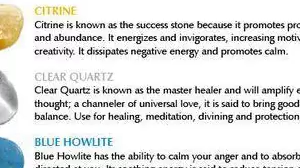 CITRINE
Citrine is known as the success stone because it promotes pro
and abundance. It energizes and invigorates, increasing motiv
creativity. It dissipates negative energy and promotes calm.
CLEAR QUARTZ
Clear Quartz is known as the master healer and will amplify e
thought; a channeler of universal love, it is said to bring good
balance. Use for healing, meditation, divining and protection
BLUE HOWLITE
Blue Howlite has the ability to calm your anger and to absor